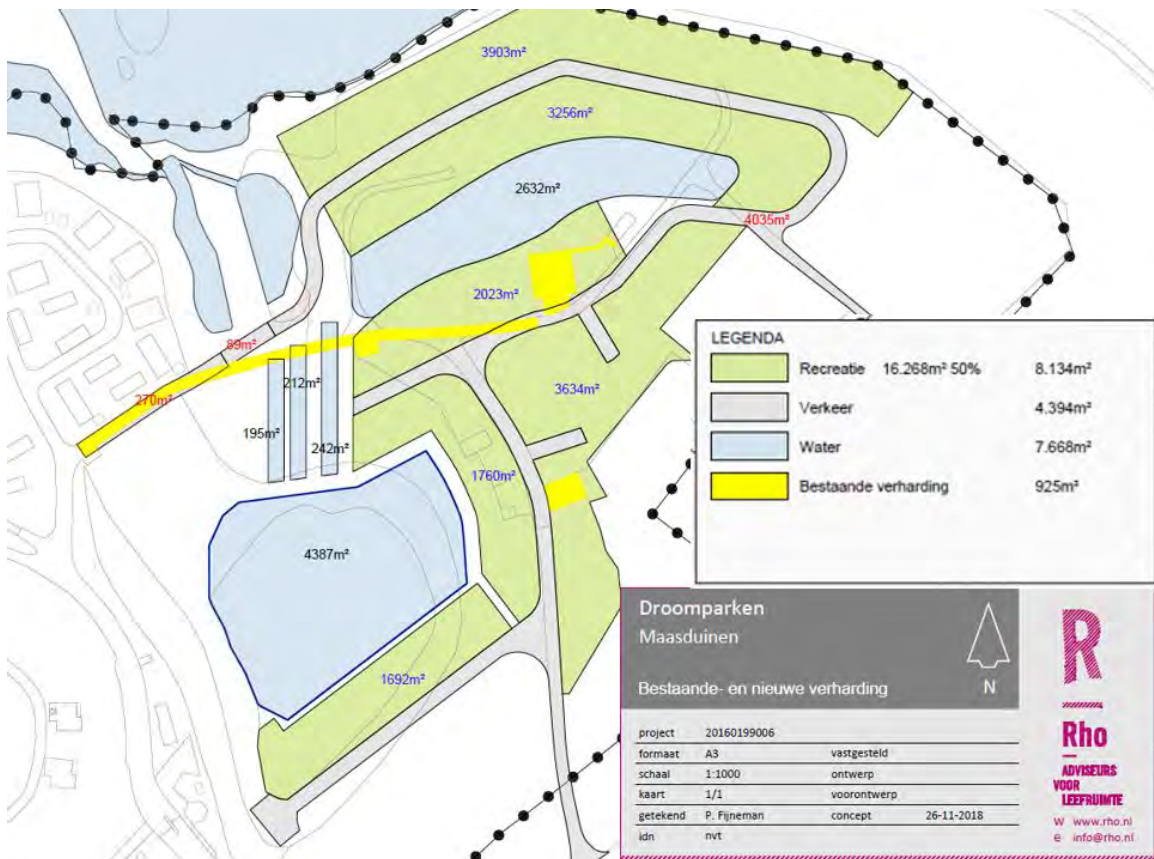 3903m²
3256m²
2632m²
4035m²
2023m²
89m²
270m²
212m²
195m²
242m²
3634m²
1760m²
4387m²
1692m²
LEGENDA
Recreatie 16.268m² 50% 8.134m²
Verkeer 4.394m²
Water 7.668m²
Bestaande verharding 925m²
Droomparken
Maasduinen
Bestaande- en nieuwe verharding
N
project 20160199006
formaat A3 vastgesteld
schaal 1:1000 ontwerp
kaart 1/1 voorontwerp
getekend P. Fijneman concept 26-11-2018
idn nvt
R
Rho
ADVISEURS
VOOR
LEEFRUIMTE
W www.rho.nl
e info@rho.nl